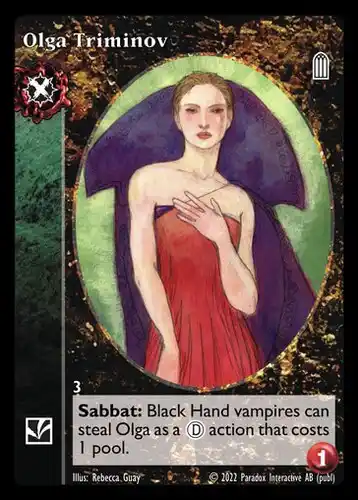 Olga Triminov
3
Sabbat: Black Hand vampires can
steal Olga as a Ⓓ action that costs
1 pool.
1
Illus: Rebecca Guay © 2022 Paradox Interactive AB (publ)